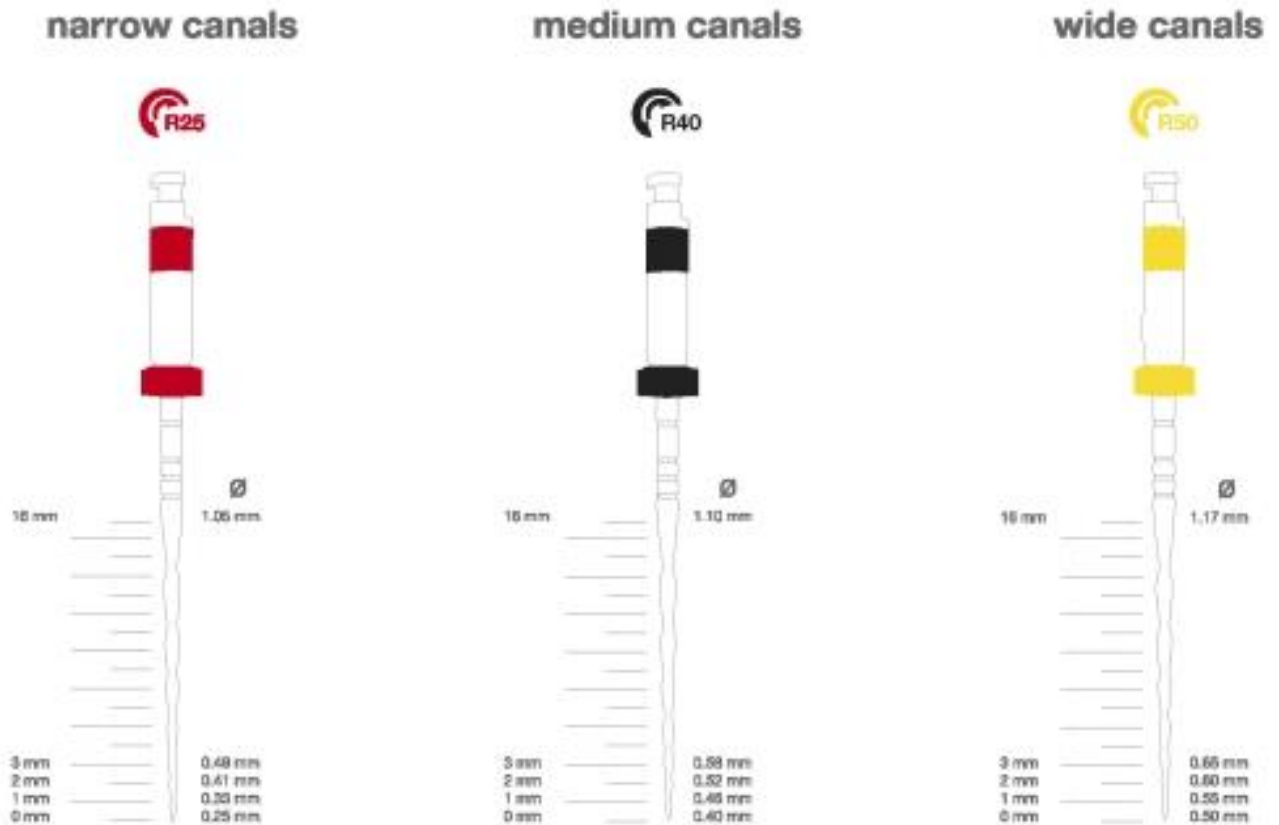 narrow canals
medium canals
wide canals
R25
R40
R50
Ø
16 mm 1.05 mm
3 mm 0.48 mm
2 mm 0.41 mm
1 mm 0.33 mm
0 mm 0.25 mm
Ø
16 mm 1.10 mm
3 mm 0.58 mm
2 mm 0.52 mm
1 mm 0.46 mm
0 mm 0.40 mm
Ø
16 mm 1.17 mm
3 mm 0.65 mm
2 mm 0.60 mm
1 mm 0.55 mm
0 mm 0.50 mm